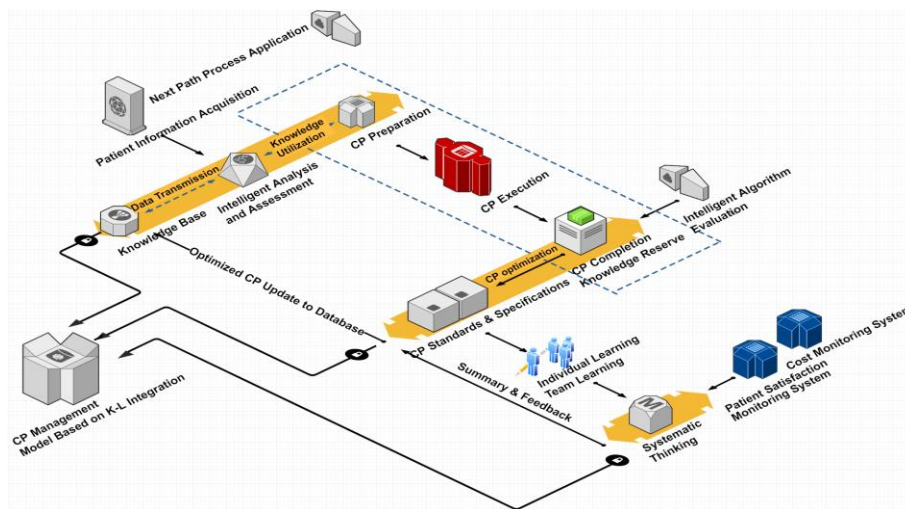 Next Path Process Application
Patient Information Acquisition
Knowledge
Utilization
CP Preparation
Data Transmission
Intelligent Analysis
and Assessment
Knowledge Base
CP Execution
Intelligent Algorithm
Evaluation
CP Completion
Knowledge Reserve
CP optimization
Optimized CP Update to Database
CP Standards & Specifications
Individual Learning
Team Learning
Summary & Feedback
Cost Monitoring System
Patient Satisfaction
Monitoring System
M
Systematic
Thinking
CP Management
Model Based on K-L Integration